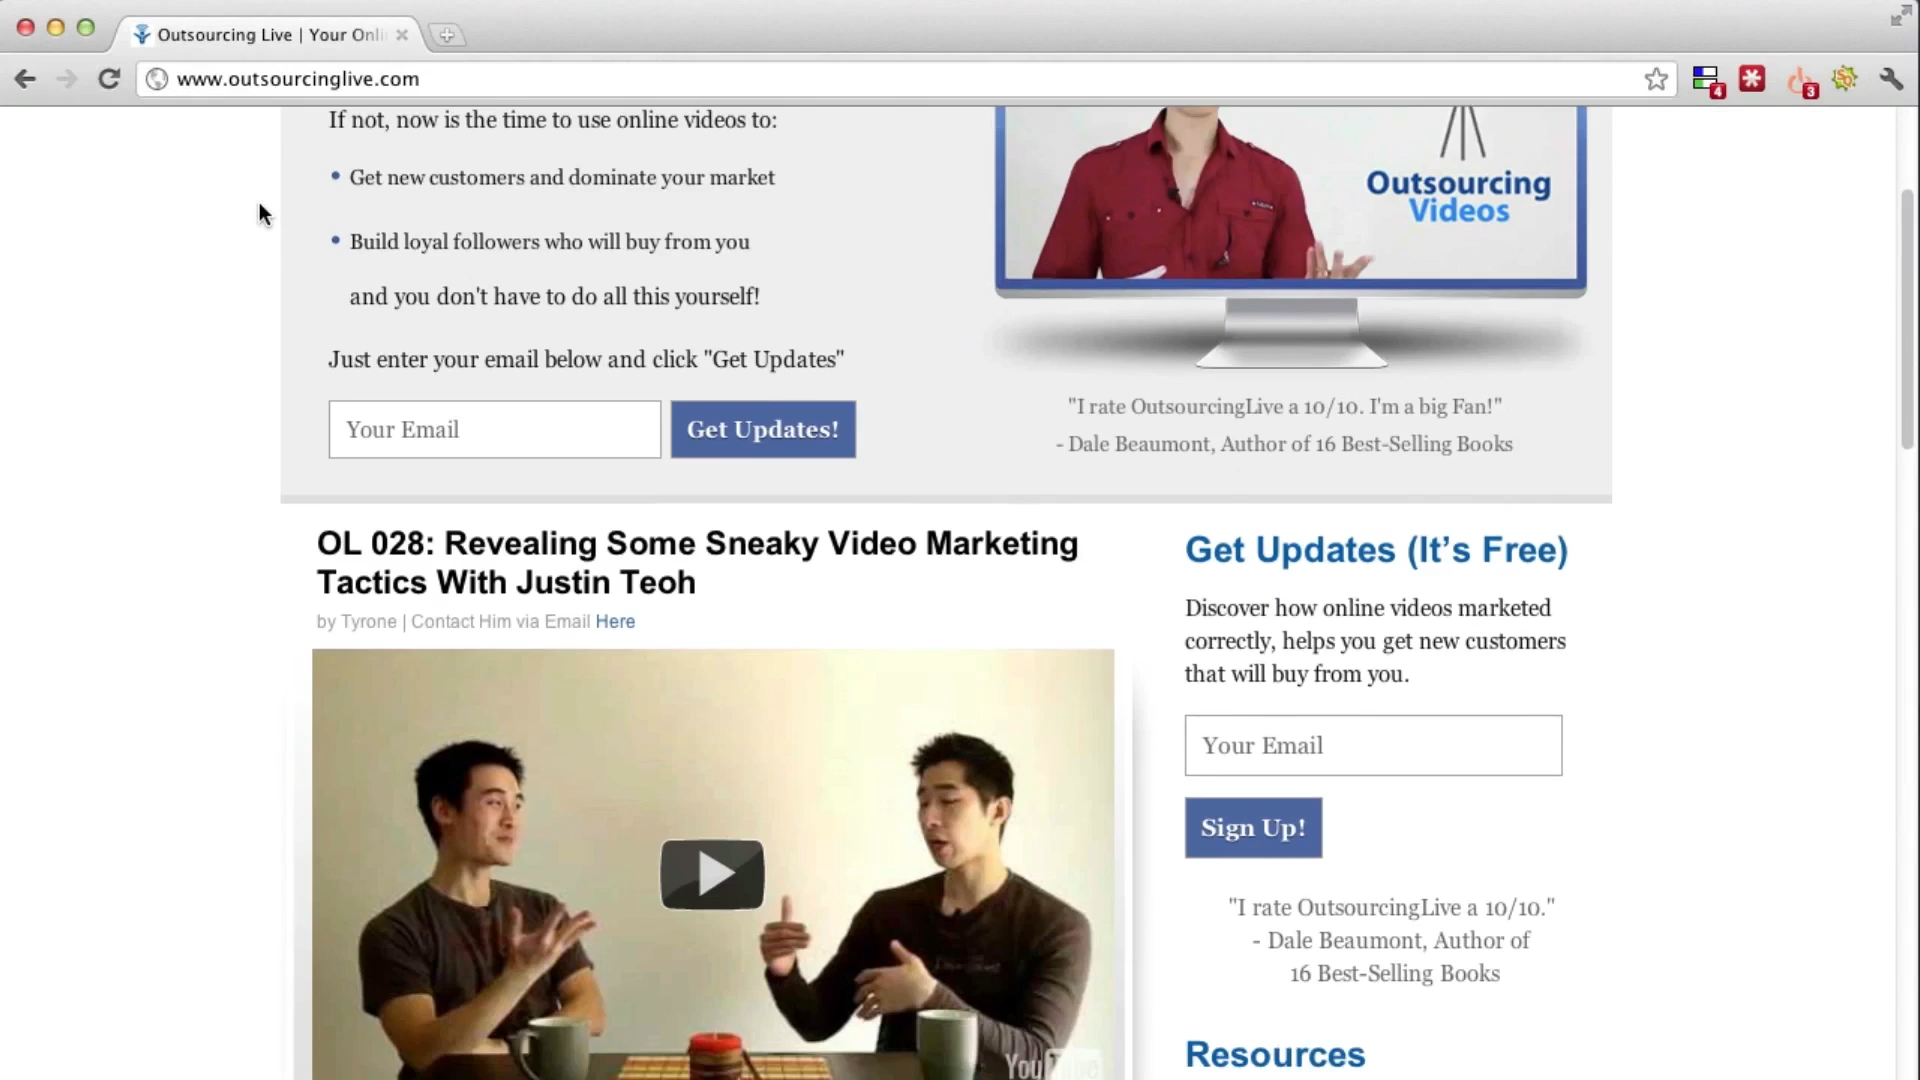 Outsourcing Live | Your Onli
www.outsourcinglive.com
4
3
If not, now is the time to use online videos to:
• Get new customers and dominate your market
• Build loyal followers who will buy from you
and you don't have to do all this yourself!
Just enter your email below and click "Get Updates"
Your Email
Get Updates!
Outsourcing
Videos
"I rate OutsourcingLive a 10/10. I'm a big Fan!"
- Dale Beaumont, Author of 16 Best-Selling Books
OL 028: Revealing Some Sneaky Video Marketing
Tactics With Justin Teoh
by Tyrone | Contact Him via Email Here
YouTube
Get Updates (It's Free)
Discover how online videos marketed
correctly, helps you get new customers
that will buy from you.
Your Email
Sign Up!
"I rate OutsourcingLive a 10/10."
- Dale Beaumont, Author of
16 Best-Selling Books
Resources